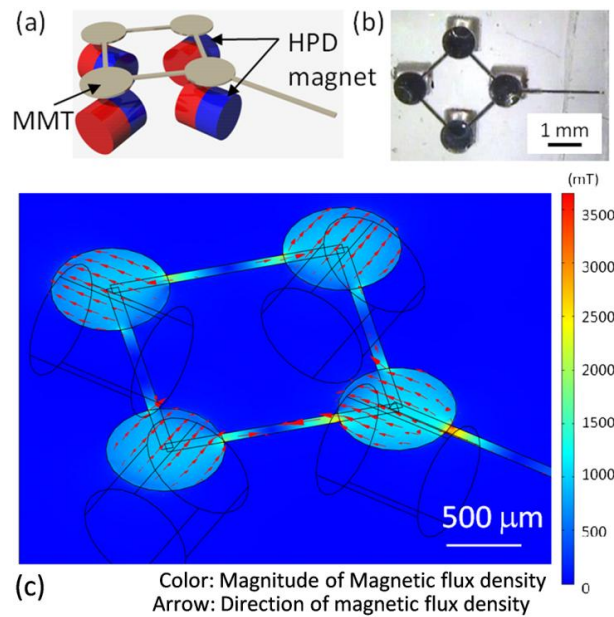 (a)
HPD
magnet
MMT
(b)
1 mm
(mT)
3500
3000
2500
2000
1500
1000
500
0
500 μm
(c)
Color: Magnitude of Magnetic flux density
Arrow: Direction of magnetic flux density